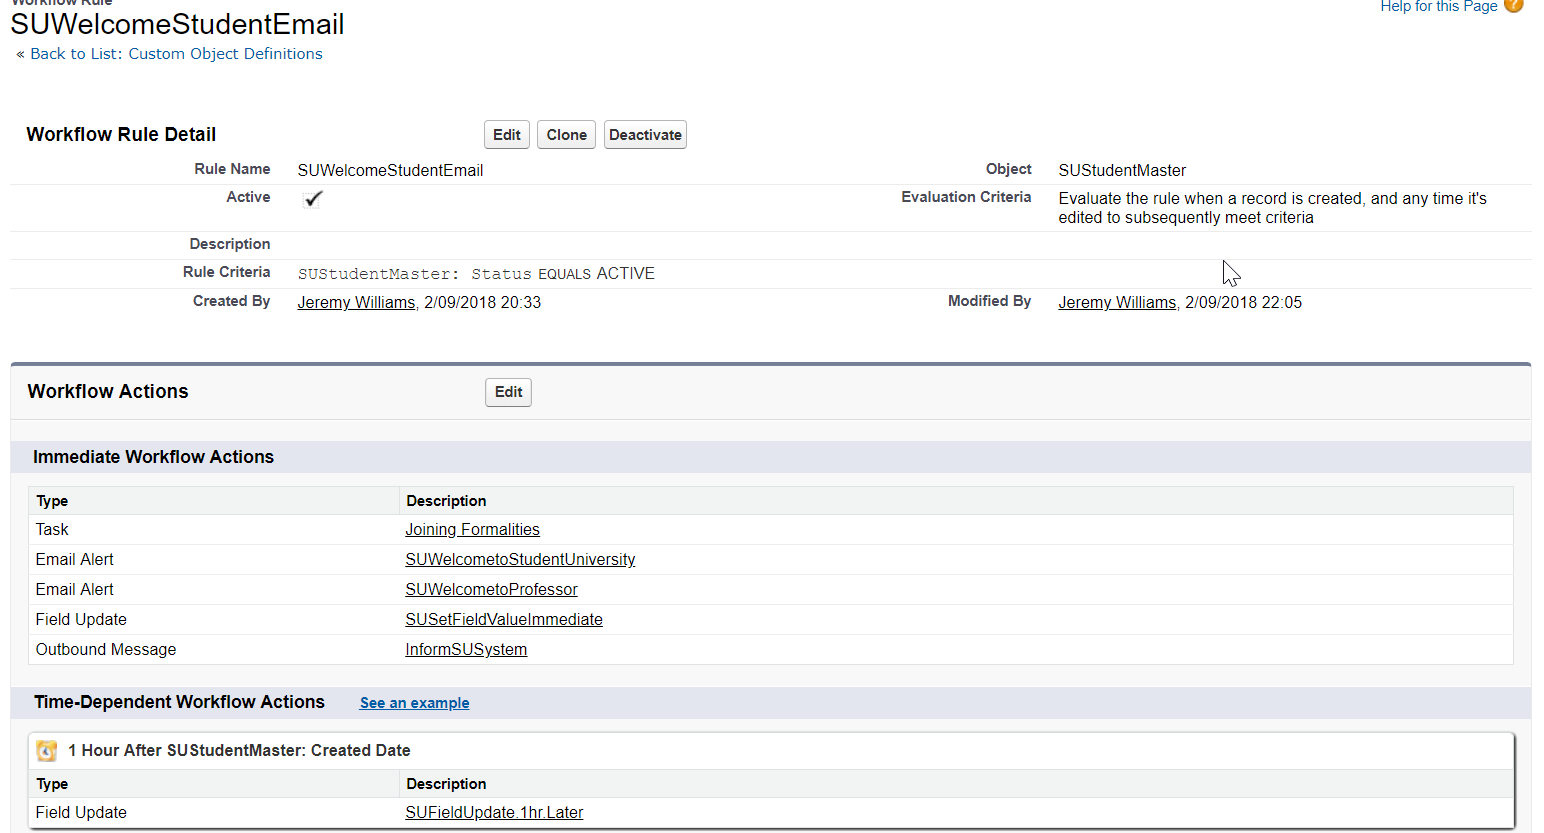 Workflow Rule
SUWelcomeStudentEmail
Help for this Page ?
« Back to List: Custom Object Definitions
Workflow Rule Detail
Edit Clone Deactivate
Rule Name SUWelcomeStudentEmail
Object SUStudentMaster
Active
Evaluation Criteria Evaluate the rule when a record is created, and any time it's
edited to subsequently meet criteria
Description
Rule Criteria SUStudentMaster: Status EQUALS ACTIVE
Created By Jeremy Williams, 2/09/2018 20:33
Modified By Jeremy Williams, 2/09/2018 22:05
Workflow Actions
Edit
Immediate Workflow Actions
Type Description
Task Joining Formalities
Email Alert SUWelcometoStudentUniversity
Email Alert SUWelcometoProfessor
Field Update SUSetFieldValueImmediate
Outbound Message InformSUSystem
Time-Dependent Workflow Actions See an example
1 Hour After SUStudentMaster: Created Date
Type Description
Field Update SUFieldUpdate.1hr.Later